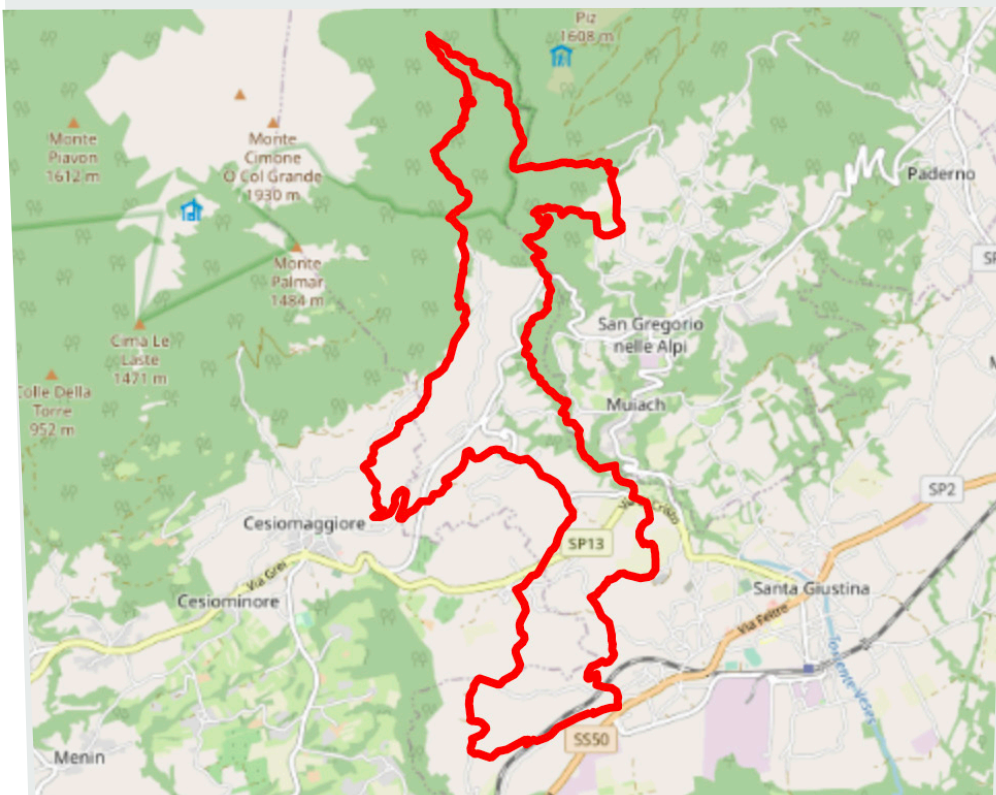 Piz
1608 m
Monte
Piavon
1612 m
Monte
Cimone
O Col Grande
1930 m
Paderno
Monte
Palmar
1484 m
San Gregorio
nelle Alpi
Cima Le
Laste
1471 m
Colle Della
Torre
952 m
Muiach
SP2
Cesiomaggiore
SP13
Via Grei
Cesiominore
Santa Giustina
Via Feltre
SS50
Menin